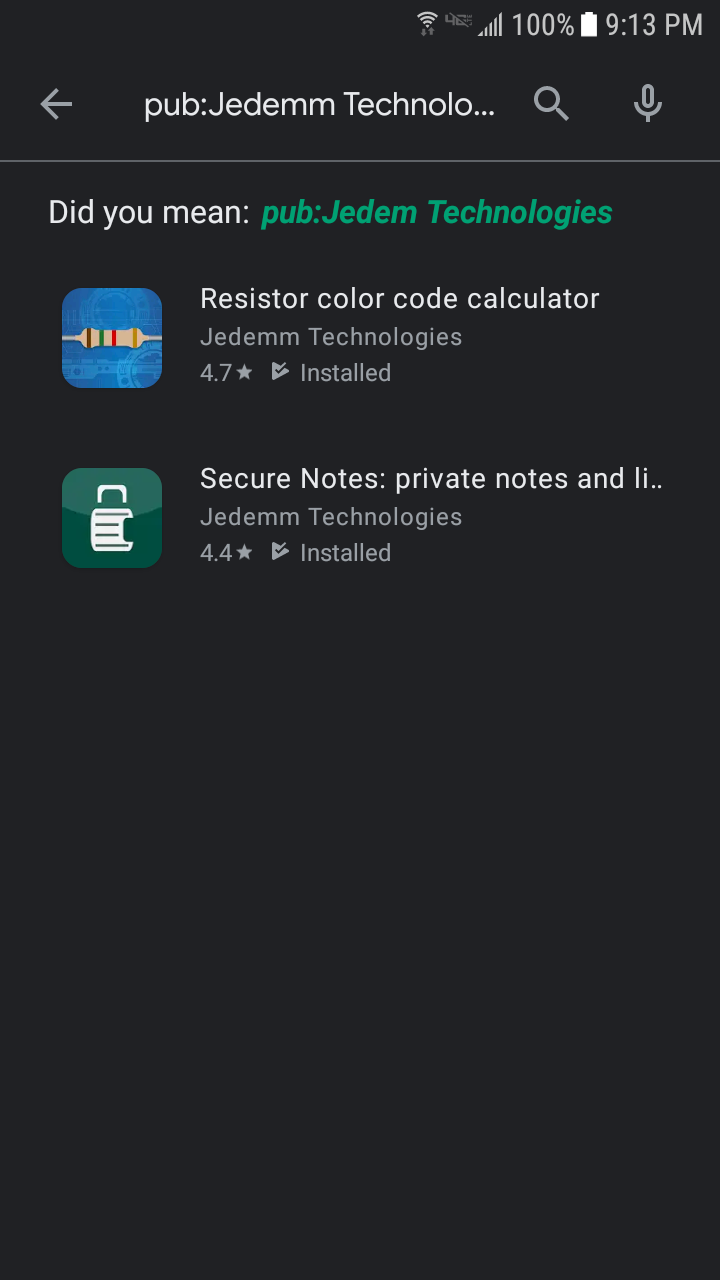 100% 9:13 PM
pub:Jedemm Technolo...
Did you mean: pub:Jedem Technologies
Resistor color code calculator
Jedemm Technologies
4.7★ Installed
Secure Notes: private notes and li..
Jedemm Technologies
4.4★ Installed